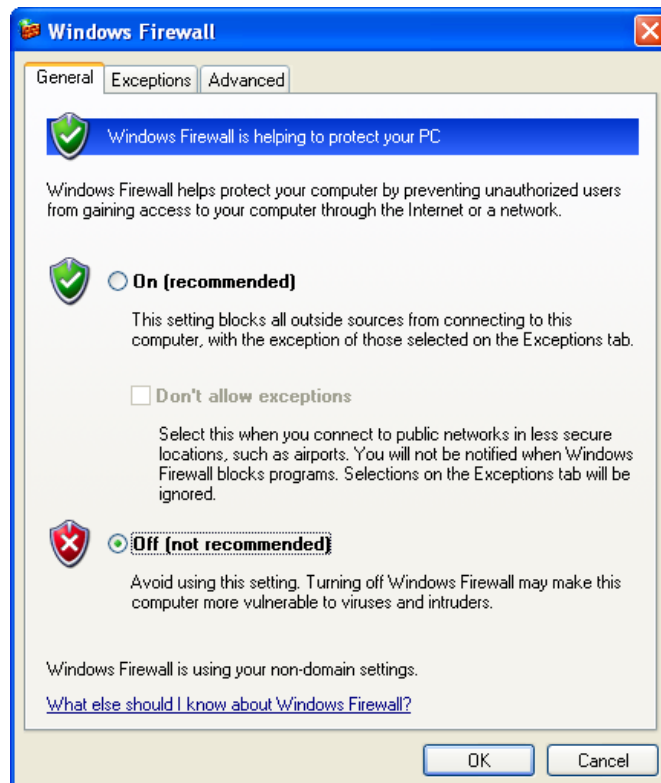 Windows Firewall
General
Exceptions
Advanced
Windows Firewall is helping to protect your PC
Windows Firewall helps protect your computer by preventing unauthorized users
from gaining access to your computer through the Internet or a network.
On (recommended)
This setting blocks all outside sources from connecting to this
computer, with the exception of those selected on the Exceptions tab.
Don't allow exceptions
Select this when you connect to public networks in less secure
locations, such as airports. You will not be notified when Windows
Firewall blocks programs. Selections on the Exceptions tab will be
ignored.
Off (not recommended)
Avoid using this setting. Turning off Windows Firewall may make this
computer more vulnerable to viruses and intruders.
Windows Firewall is using your non-domain settings.
What else should I know about Windows Firewall?
OK
Cancel